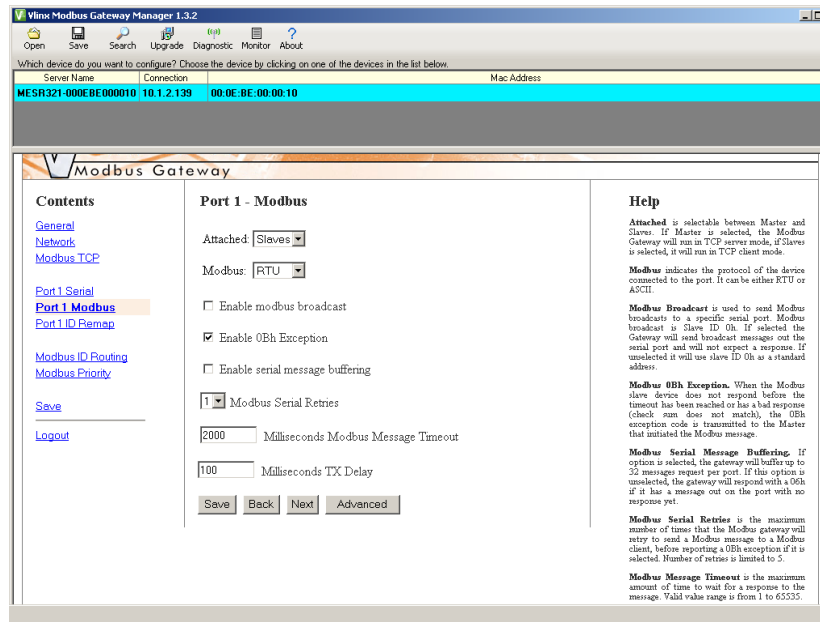 Vlinx Modbus Gateway Manager 1.3.2
Open Save Search Upgrade Diagnostic Monitor About
Which device do you want to configure? Choose the device by clicking on one of the devices in the list below.
Server Name Connection Mac Address
MESR321-000EBE000010 10.1.2.139 00:0E:BE:00:00:10
Modbus Gateway
Contents
General
Network
Modbus TCP
Port 1 Serial
Port 1 Modbus
Port 1 ID Remap
Modbus ID Routing
Modbus Priority
Save
Logout
Port 1 - Modbus
Attached: Slaves
Modbus: RTU
Enable modbus broadcast
Enable 0Bh Exception
Enable serial message buffering
1 Modbus Serial Retries
2000 Milliseconds Modbus Message Timeout
100 Milliseconds TX Delay
Save Back Next Advanced
Help
Attached is selectable between Master and
Slaves. If Master is selected, the Modbus
Gateway will run in TCP server mode, if Slaves
is selected, it will run in TCP client mode.
Modbus indicates the protocol of the device
connected to the port. It can be either RTU or
ASCII.
Modbus Broadcast is used to send Modbus
broadcasts to a specific serial port. Modbus
broadcast is Slave ID 0h. If selected the
Gateway will send broadcast messages out the
serial port and will not expect a response. If
unselected it will use slave ID 0h as a standard
address.
Modbus 0Bh Exception. When the Modbus
slave device does not respond before the
timeout has been reached or has a bad response
(check sum does not match), the 0Bh
exception code is transmitted to the Master
that initiated the Modbus message.
Modbus Serial Message Buffering. If
option is selected, the gateway will buffer up to
32 messages request per port. If this option is
unselected, the gateway will respond with a 06h
if it has a message out on the port with no
response yet.
Modbus Serial Retries is the maximum
number of times that the Modbus gateway will
retry to send a Modbus message to a Modbus
client, before reporting a 0Bh exception if it is
selected. Number of retries is limited to 5.
Modbus Message Timeout is the maximum
amount of time to wait for a response to the
message. Valid value range is from 1 to 65535.